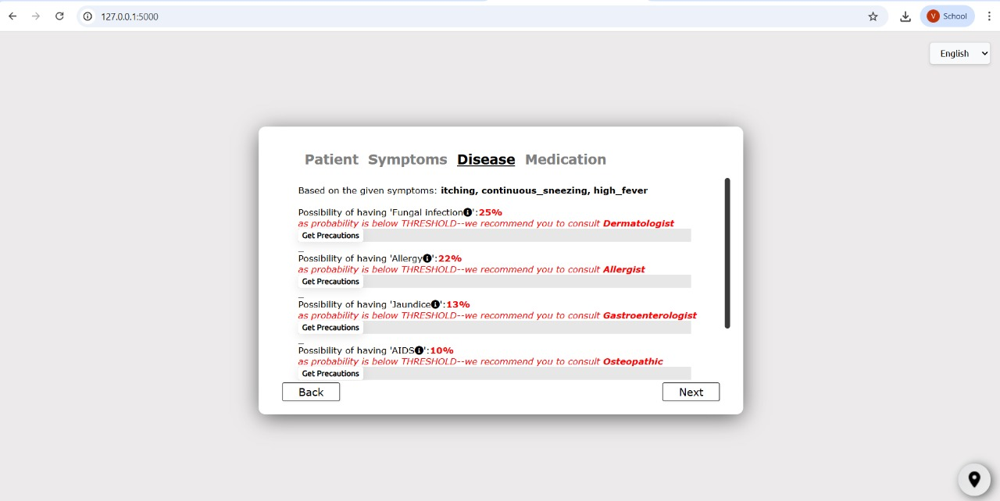 127.0.0.1:5000
V School
English
Patient Symptoms Disease Medication
Based on the given symptoms: itching, continuous_sneezing, high_fever
Possibility of having 'Fungal infection':25%
as probability is below THRESHOLD--we recommend you to consult Dermatologist
Get Precautions
_
Possibility of having 'Allergy':22%
as probability is below THRESHOLD--we recommend you to consult Allergist
Get Precautions
_
Possibility of having 'Jaundice':13%
as probability is below THRESHOLD--we recommend you to consult Gastroenterologist
Get Precautions
_
Possibility of having 'AIDS':10%
as probability is below THRESHOLD--we recommend you to consult Osteopathic
Get Precautions
Back Next